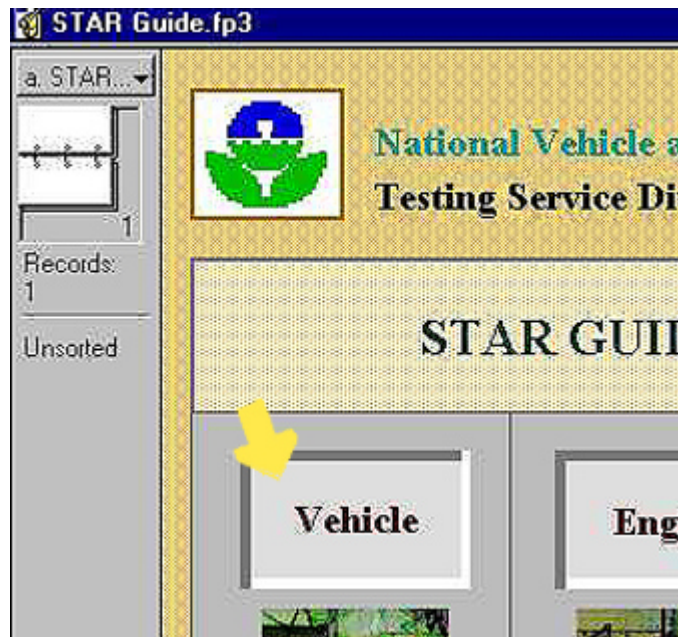 STAR Guide.fp3
a. STAR...
1
Records:
1
Unsorted
National Vehicle a
Testing Service Di
STAR GUI
Vehicle
Eng